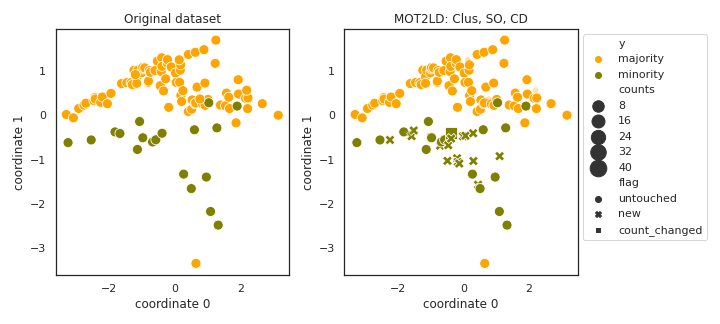 Original dataset
MOT2LD: Clus, SO, CD
coordinate 1
1
0
−1
−2
−3
−2
0
2
coordinate 0
coordinate 1
1
0
−1
−2
−3
−2
0
2
coordinate 0
y
majority
minority
counts
8
16
24
32
40
flag
untouched
new
count_changed